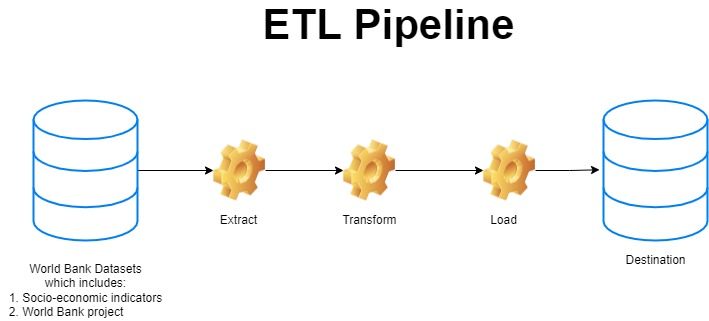 ETL Pipeline
Extract
Transform
Load
Destination
World Bank Datasets
which includes:
1. Socio-economic indicators
2. World Bank project